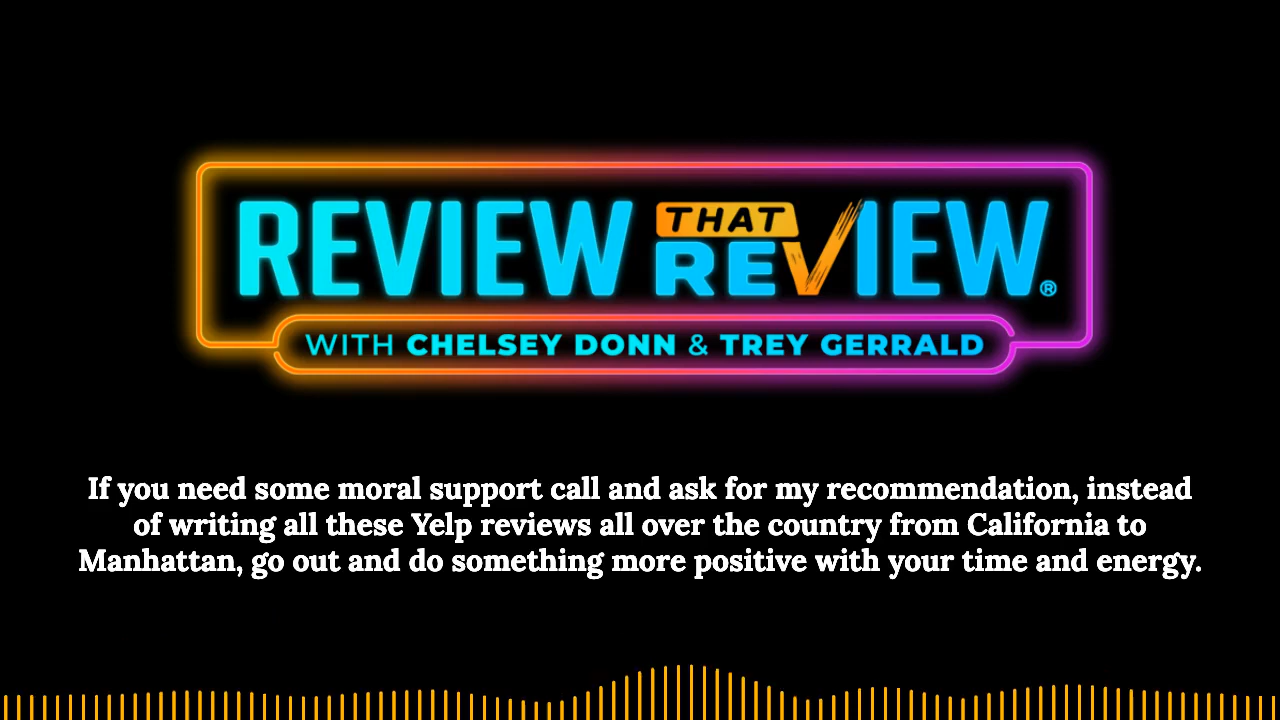 REVIEW THAT REVIEW®
WITH CHELSEY DONN & TREY GERRALD
If you need some moral support call and ask for my recommendation, instead
of writing all these Yelp reviews all over the country from California to
Manhattan, go out and do something more positive with your time and energy.